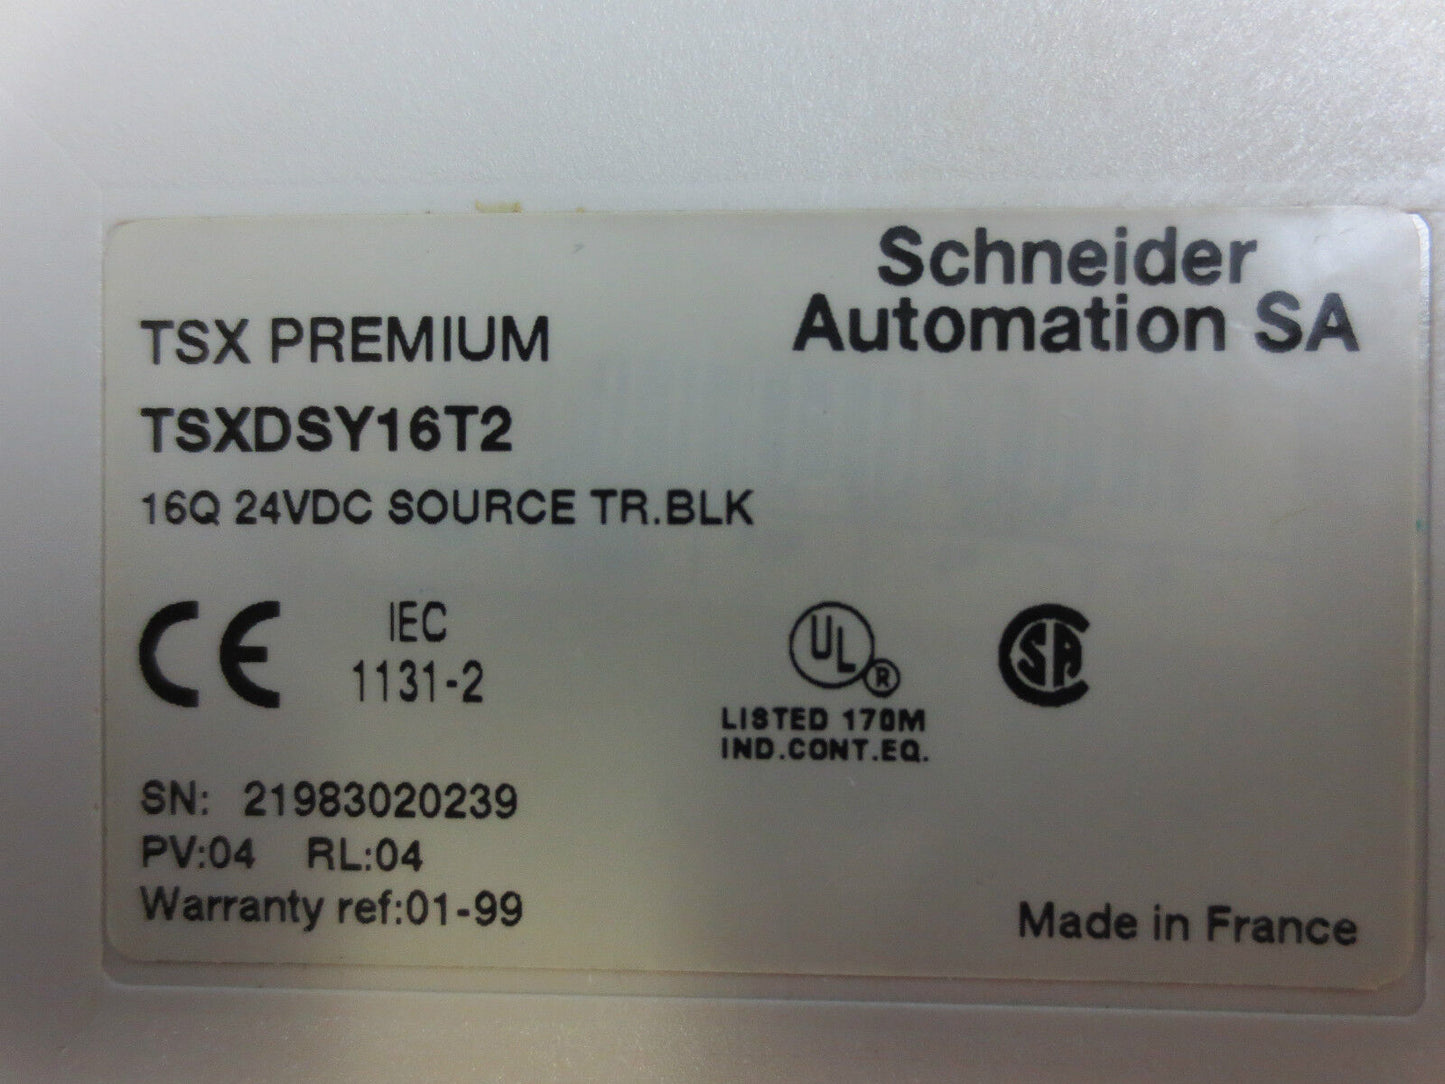 Schneider
Automation SA
TSX PREMIUM
TSXDSY16T2
16Q 24VDC SOURCE TR.BLK
CE
IEC
1131-2
UL®
LISTED 170M
IND.CONT.EQ.
SA
SN: 21983020239
PV:04 RL:04
Warranty ref:01-99
Made in France